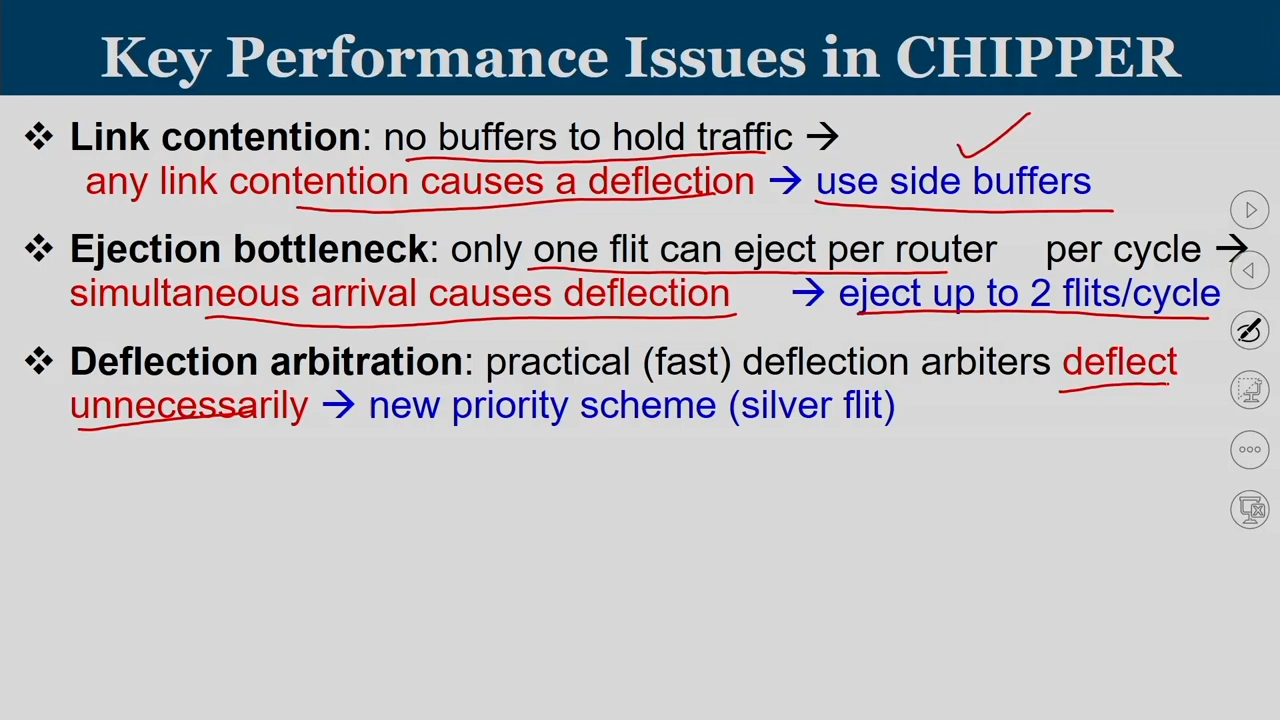 Key Performance Issues in CHIPPER
❖ Link contention: no buffers to hold traffic →
any link contention causes a deflection → use side buffers
❖ Ejection bottleneck: only one flit can eject per router per cycle →
simultaneous arrival causes deflection → eject up to 2 flits/cycle
❖ Deflection arbitration: practical (fast) deflection arbiters deflect
unnecessarily → new priority scheme (silver flit)